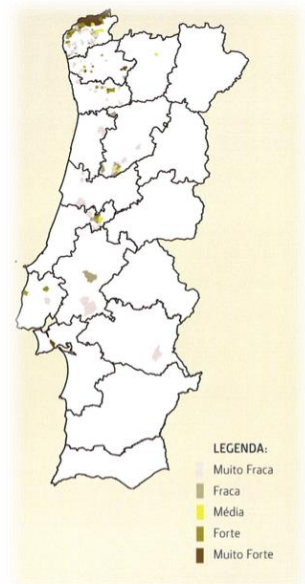 LEGENDA:
Muito Fraca
Fraca
Média
Forte
Muito Forte